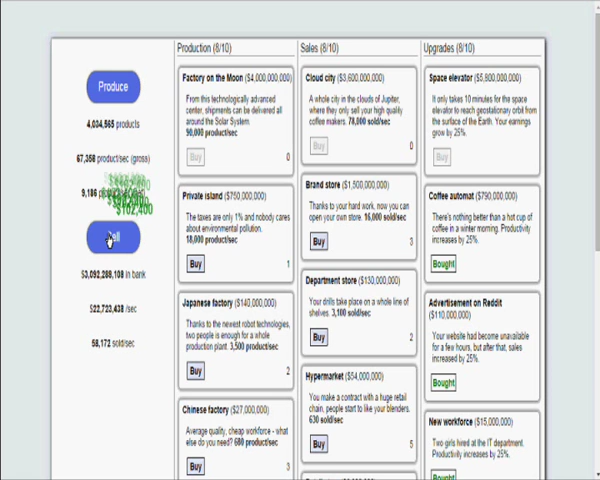 Produce
4,034,565 products
67,358 product/sec (gross)
9,186
$102,400
$3,092,288,108 in bank
$22,723,438 /sec
58,172 sold/sec
Production (8/10)
Factory on the Moon ($4,000,000,000)
From this technologically advanced
center, shipments can be delivered all
around the Solar System.
90,000 product/sec
Buy
0
Private island ($750,000,000)
The taxes are only 1% and nobody cares
about environmental pollution.
18,000 product/sec
Buy
1
Japanese factory ($140,000,000)
Thanks to the newest robot technologies,
two people is enough for a whole
production plant. 3,500 product/sec
Buy
2
Chinese factory ($27,000,000)
Average quality, cheap workforce - what
else do you need? 680 product/sec
Buy
3
Sales (8/10)
Cloud city ($3,600,000,000)
A whole city in the clouds of Jupiter,
where they only sell your high quality
coffee makers. 78,000 sold/sec
Buy
0
Brand store ($1,500,000,000)
Thanks to your hard work, now you can
open your own store. 16,000 sold/sec
Buy
3
Department store ($130,000,000)
Your drills take place on a whole line of
shelves. 3,100 sold/sec
Buy
2
Hypermarket ($54,000,000)
You make a contract with a huge retail
chain, people start to like your blenders.
630 sold/sec
Buy
5
Upgrades (8/10)
Space elevator ($5,800,000,000)
It only takes 10 minutes for the space
elevator to reach geostationary orbit from
the surface of the Earth. Your earnings
grow by 25%.
Buy
Coffee automat ($790,000,000)
There's nothing better than a hot cup of
coffee in a winter morning. Productivity
increases by 25%.
Bought
Advertisement on Reddit
($110,000,000)
Your website had become unavailable
for a few hours, but after that, sales
increased by 25%.
Bought
New workforce ($15,000,000)
Two girls hired at the IT department.
Productivity increases by 25%.
Bought